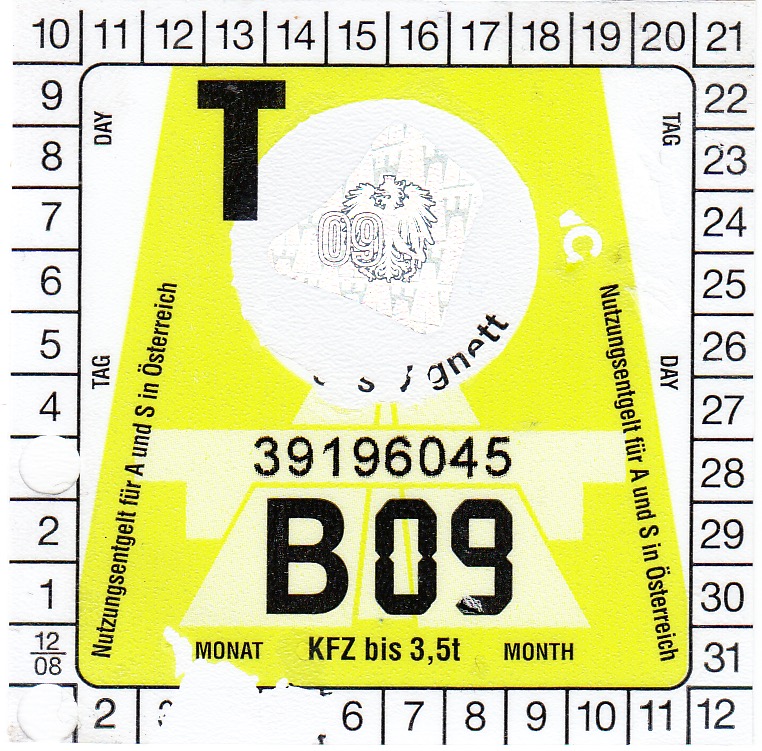 10 11 12 13 14 15 16 17 18 19 20 21
9 22
8 23
7 24
6 25
5 26
4 27
28
2 29
1 30
12/08 31
2 6 7 8 9 10 11 12
DAY
TAG
T
09
C
gnett
TAG
DAY
Nutzungsentgelt für A und S in Österreich
Nutzungsentgelt für A und S in Österreich
39196045
B09
MONAT KFZ bis 3,5t MONTH